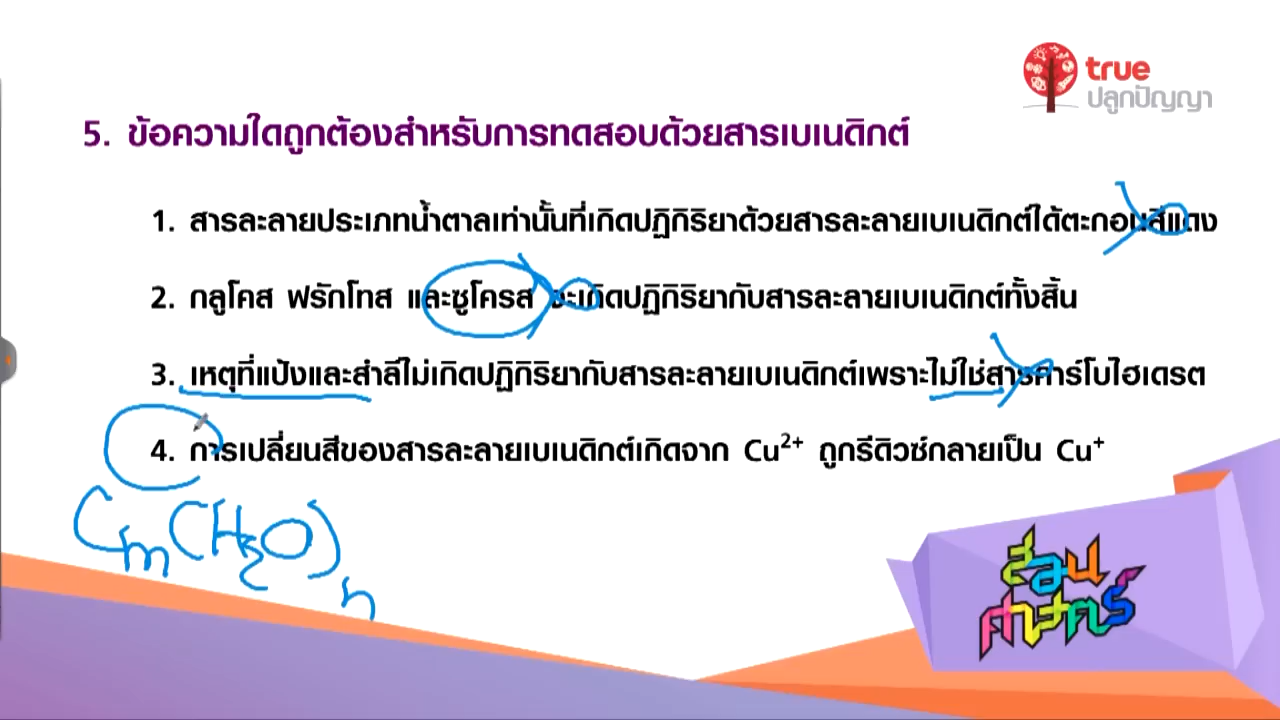 true
ปลูกปัญญา
5. ข้อความใดถูกต้องสำหรับการทดสอบด้วยสารเบเนดิกต์
1. สารละลายประเภทน้ำตาลเท่านั้นที่เกิดปฏิกิริยาด้วยสารละลายเบเนดิกต์ได้ตะกอนสีแดง
2. กลูโคส ฟรักโทส และซูโครส จะเกิดปฏิกิริยากับสารละลายเบเนดิกต์ทั้งสิ้น
3. เหตุที่แป้งและสำลีไม่เกิดปฏิกิริยากับสารละลายเบเนดิกต์เพราะไม่ใช่สารคาร์โบไฮเดรต
4. การเปลี่ยนสีของสารละลายเบเนดิกต์เกิดจาก Cu²⁺ ถูกรีดิวซ์กลายเป็น Cu⁺
Cm(H₂O)n
สอน
ศาสตร์